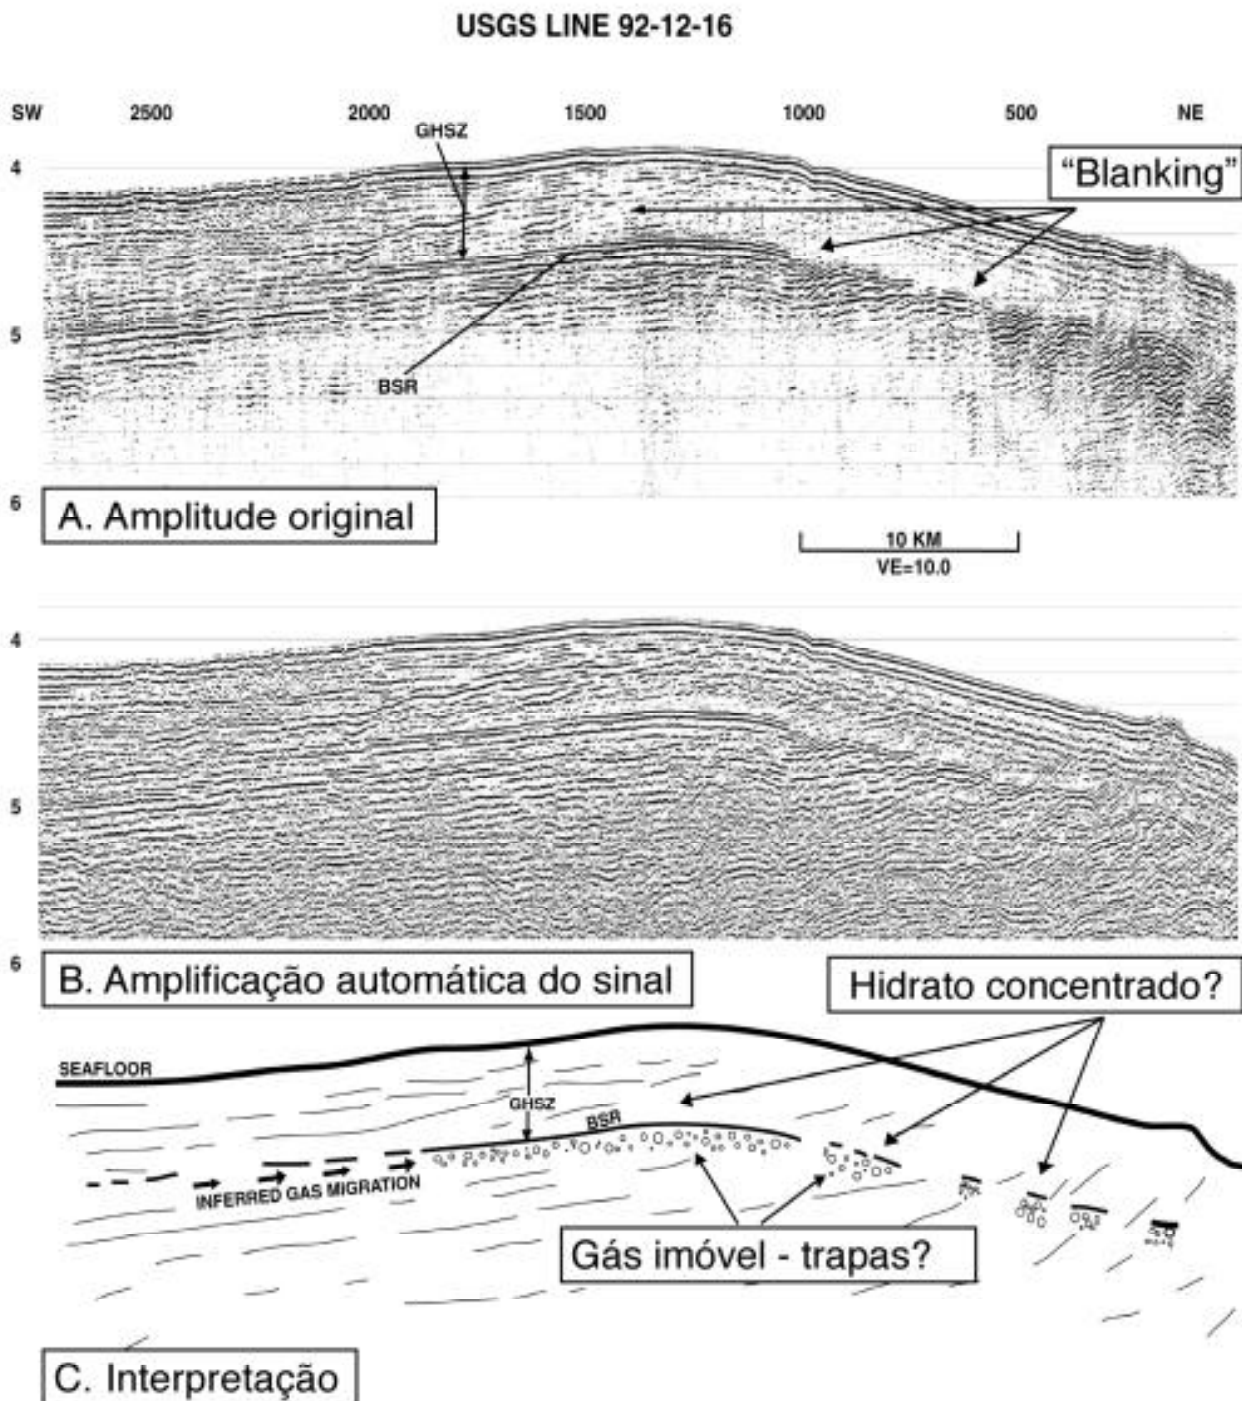 USGS LINE 92-12-16
SW 2500 2000 1500 1000 500 NE
GHSZ
4
“Blanking”
5
BSR
6
A. Amplitude original
10 KM
VE=10.0
4
5
6
B. Amplificação automática do sinal
Hidrato concentrado?
SEAFLOOR
GHSZ
BSR
INFERRED GAS MIGRATION
Gás imóvel - trapas?
C. Interpretação